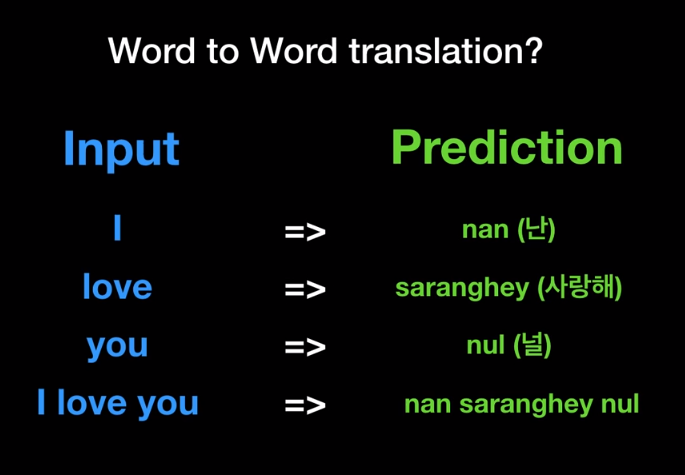 Word to Word translation?
Input Prediction
I => nan (난)
love => saranghey (사랑해)
you => nul (널)
I love you => nan saranghey nul